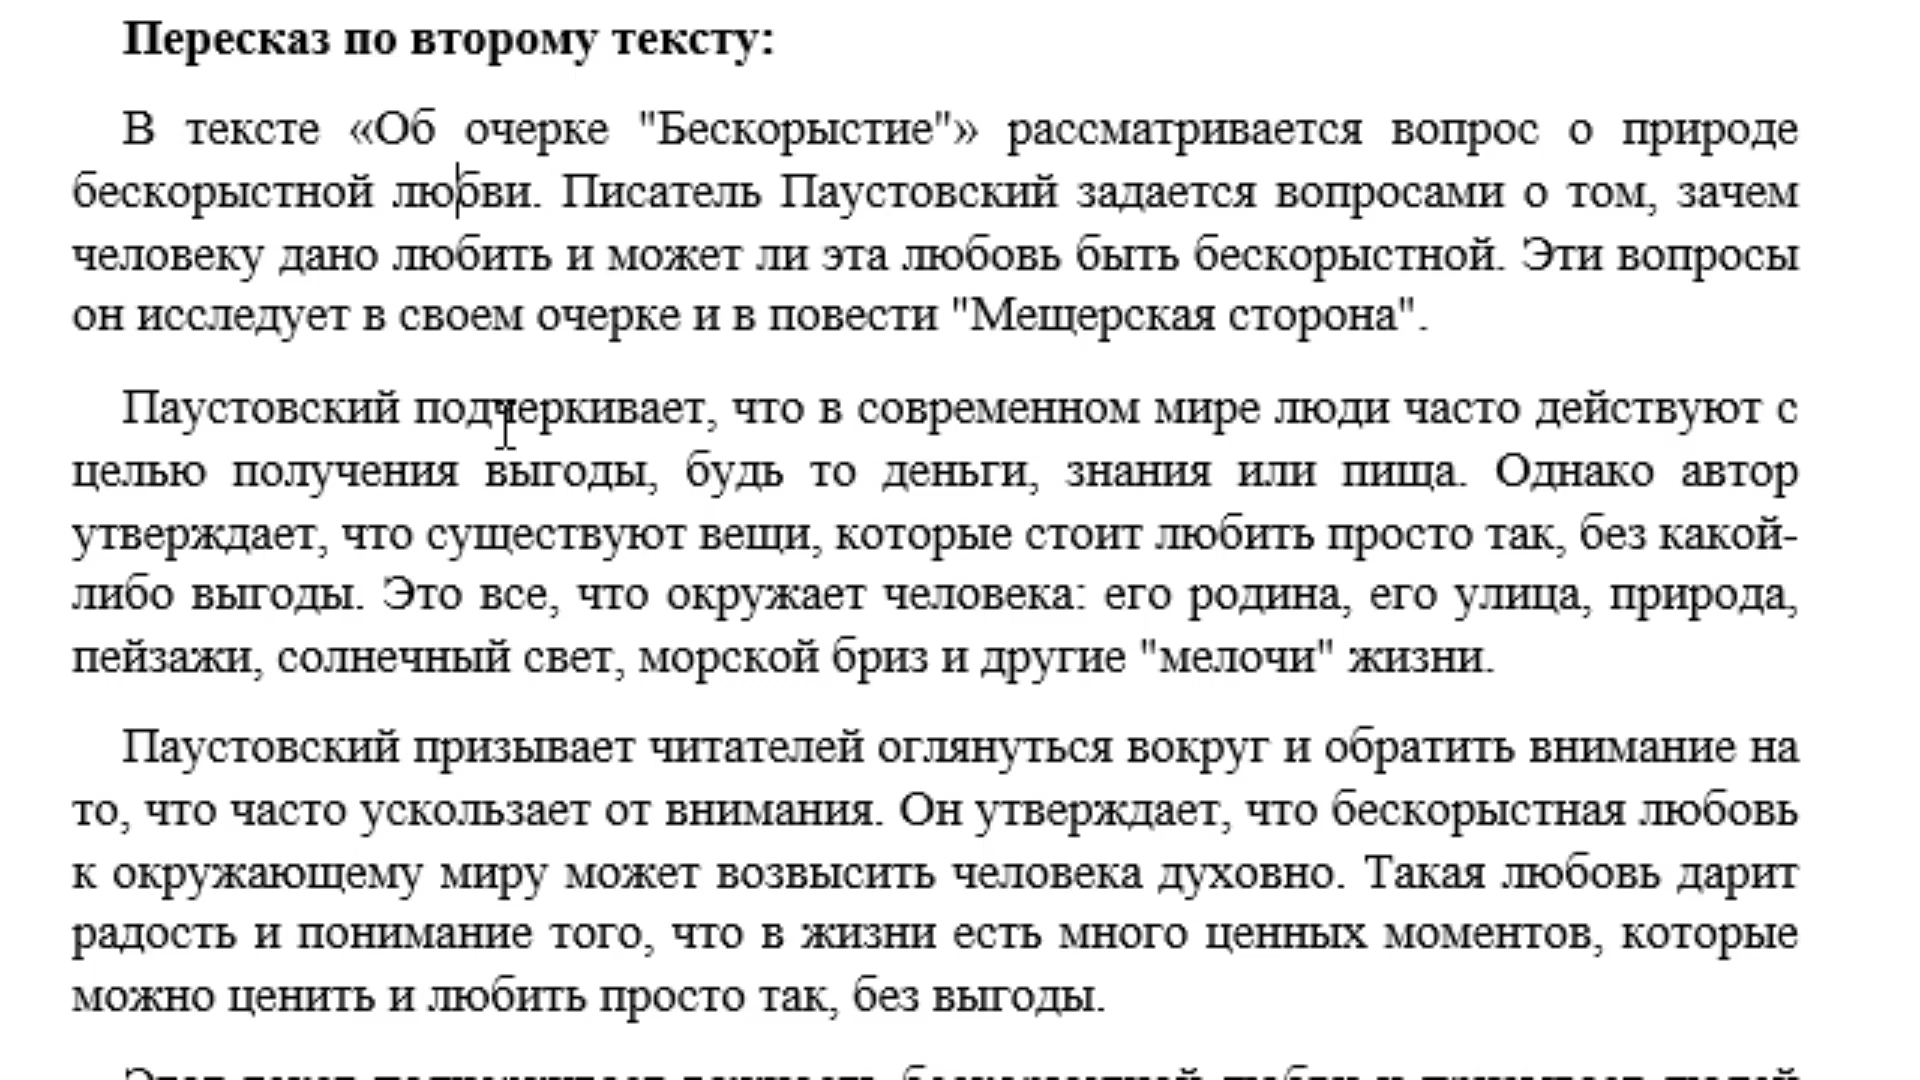 Пересказ по второму тексту:
В тексте «Об очерке "Бескорыстие"» рассматривается вопрос о природе
бескорыстной любви. Писатель Паустовский задается вопросами о том, зачем
человеку дано любить и может ли эта любовь быть бескорыстной. Эти вопросы
он исследует в своем очерке и в повести "Мещерская сторона".
Паустовский подчеркивает, что в современном мире люди часто действуют с
целью получения выгоды, будь то деньги, знания или пища. Однако автор
утверждает, что существуют вещи, которые стоит любить просто так, без какой-
либо выгоды. Это все, что окружает человека: его родина, его улица, природа,
пейзажи, солнечный свет, морской бриз и другие "мелочи" жизни.
Паустовский призывает читателей оглянуться вокруг и обратить внимание на
то, что часто ускользает от внимания. Он утверждает, что бескорыстная любовь
к окружающему миру может возвысить человека духовно. Такая любовь дарит
радость и понимание того, что в жизни есть много ценных моментов, которые
можно ценить и любить просто так, без выгоды.